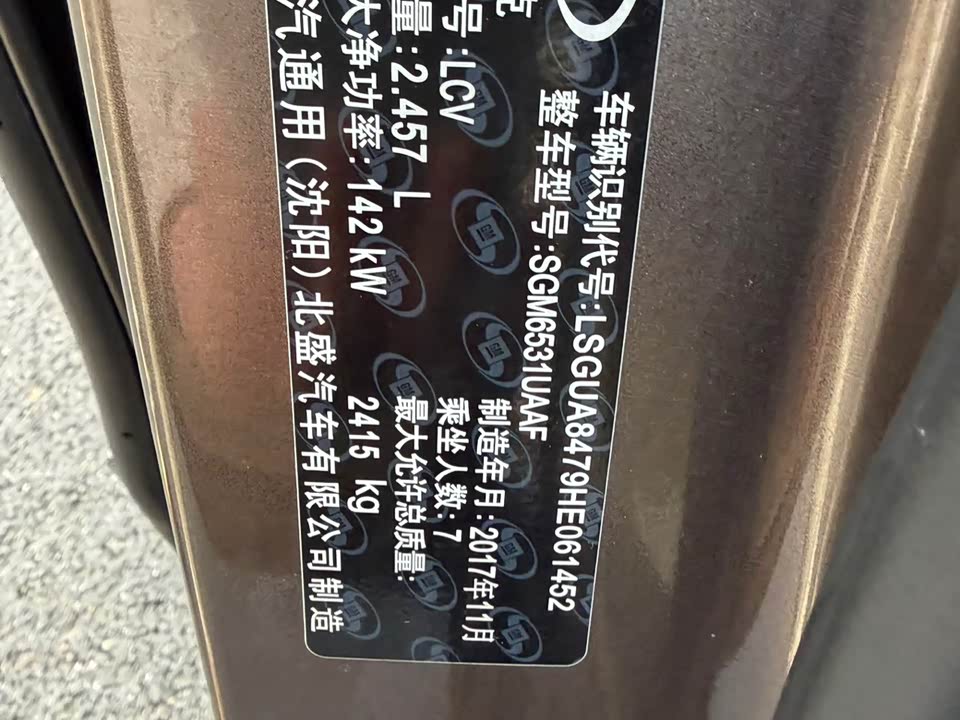 车辆识别代号:LSGUA8479HE061452
整车型号:SGM6531UAAF
号:LCV 制造年月:2017年11月
量:2.457 L 乘坐人数:7
大净功率:142 kW 最大允许总质量:2415 kg
汽通用(沈阳)北盛汽车有限公司制造
GM